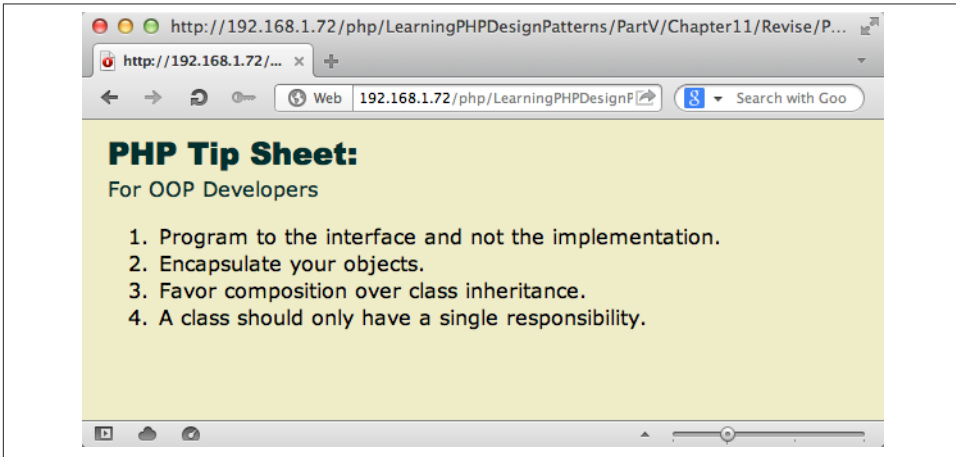 http://192.168.1.72/php/LearningPHPDesignPatterns/PartV/Chapter11/Revise/P...
http://192.168.1.72/...
Web 192.168.1.72/php/LearningPHPDesignP
8 Search with Goo
PHP Tip Sheet:
For OOP Developers
1. Program to the interface and not the implementation.
2. Encapsulate your objects.
3. Favor composition over class inheritance.
4. A class should only have a single responsibility.